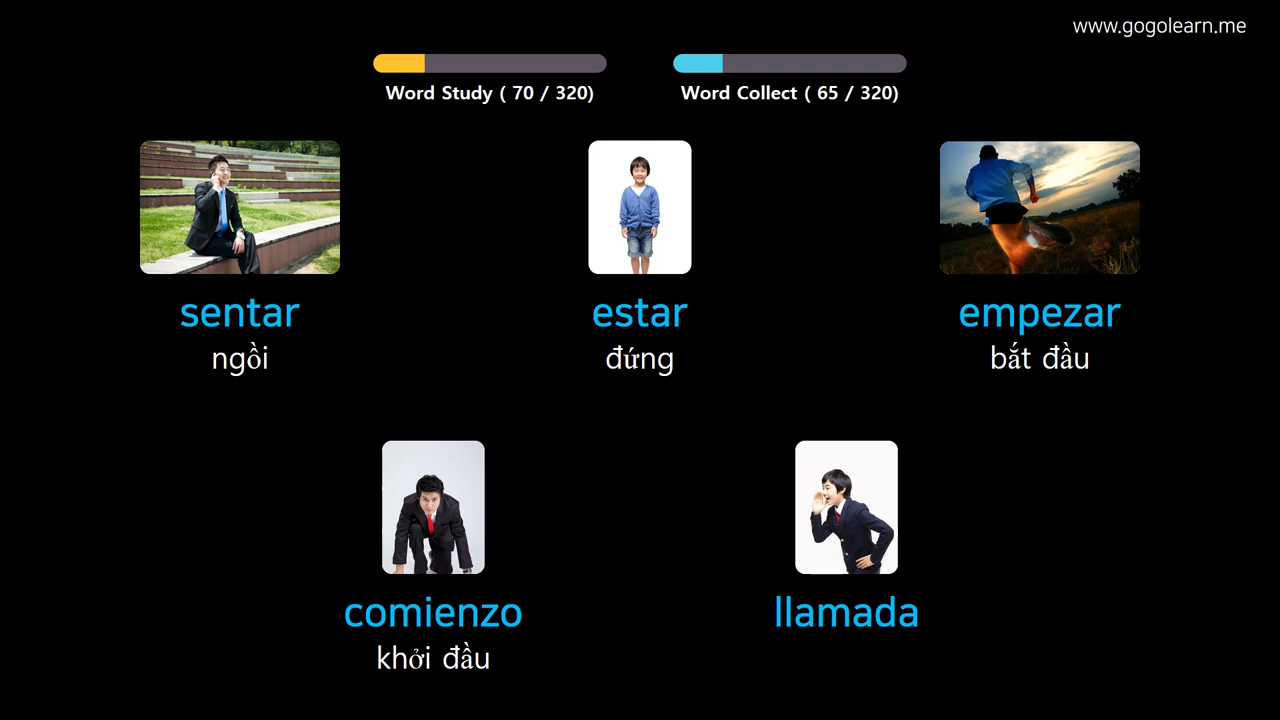 www.gogolearn.me
Word Study ( 70 / 320)
Word Collect ( 65 / 320)
sentar
ngồi
estar
đứng
empezar
bắt đầu
comienzo
khởi đầu
llamada